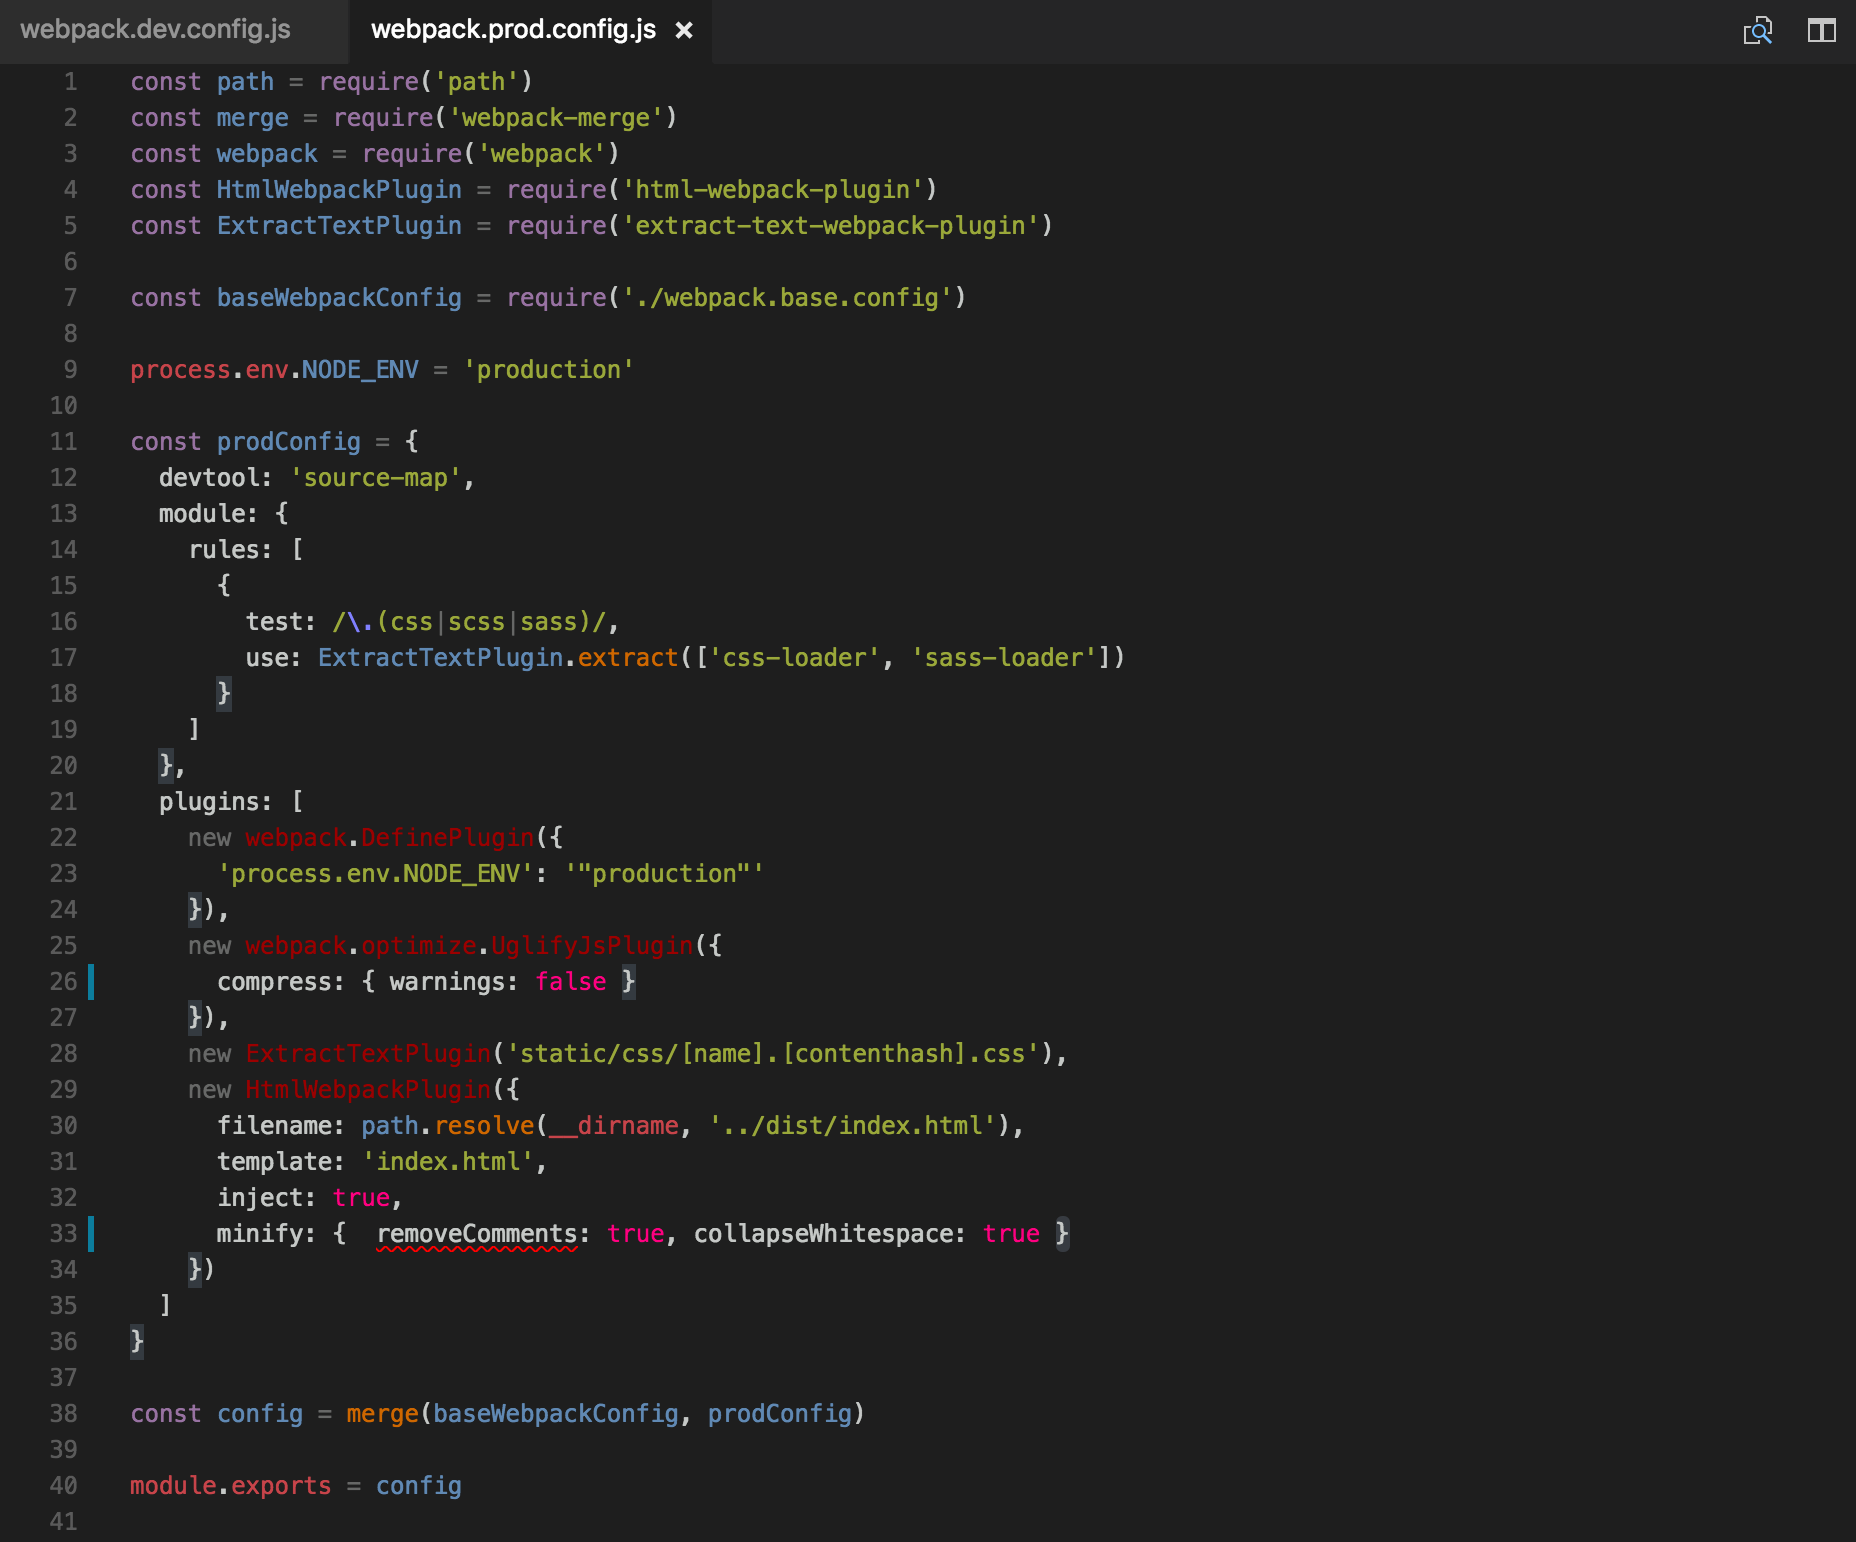 webpack.dev.config.js webpack.prod.config.js ×
1 const path = require('path')
2 const merge = require('webpack-merge')
3 const webpack = require('webpack')
4 const HtmlWebpackPlugin = require('html-webpack-plugin')
5 const ExtractTextPlugin = require('extract-text-webpack-plugin')
6
7 const baseWebpackConfig = require('./webpack.base.config')
8
9 process.env.NODE_ENV = 'production'
10
11 const prodConfig = {
12   devtool: 'source-map',
13   module: {
14     rules: [
15       {
16         test: /\.(css|scss|sass)/,
17         use: ExtractTextPlugin.extract(['css-loader', 'sass-loader'])
18       }
19     ]
20   },
21   plugins: [
22     new webpack.DefinePlugin({
23       'process.env.NODE_ENV': '"production"'
24     }),
25     new webpack.optimize.UglifyJsPlugin({
26       compress: { warnings: false }
27     }),
28     new ExtractTextPlugin('static/css/[name].[contenthash].css'),
29     new HtmlWebpackPlugin({
30       filename: path.resolve(__dirname, '../dist/index.html'),
31       template: 'index.html',
32       inject: true,
33       minify: {  removeComments: true, collapseWhitespace: true }
34     })
35   ]
36 }
37
38 const config = merge(baseWebpackConfig, prodConfig)
39
40 module.exports = config
41